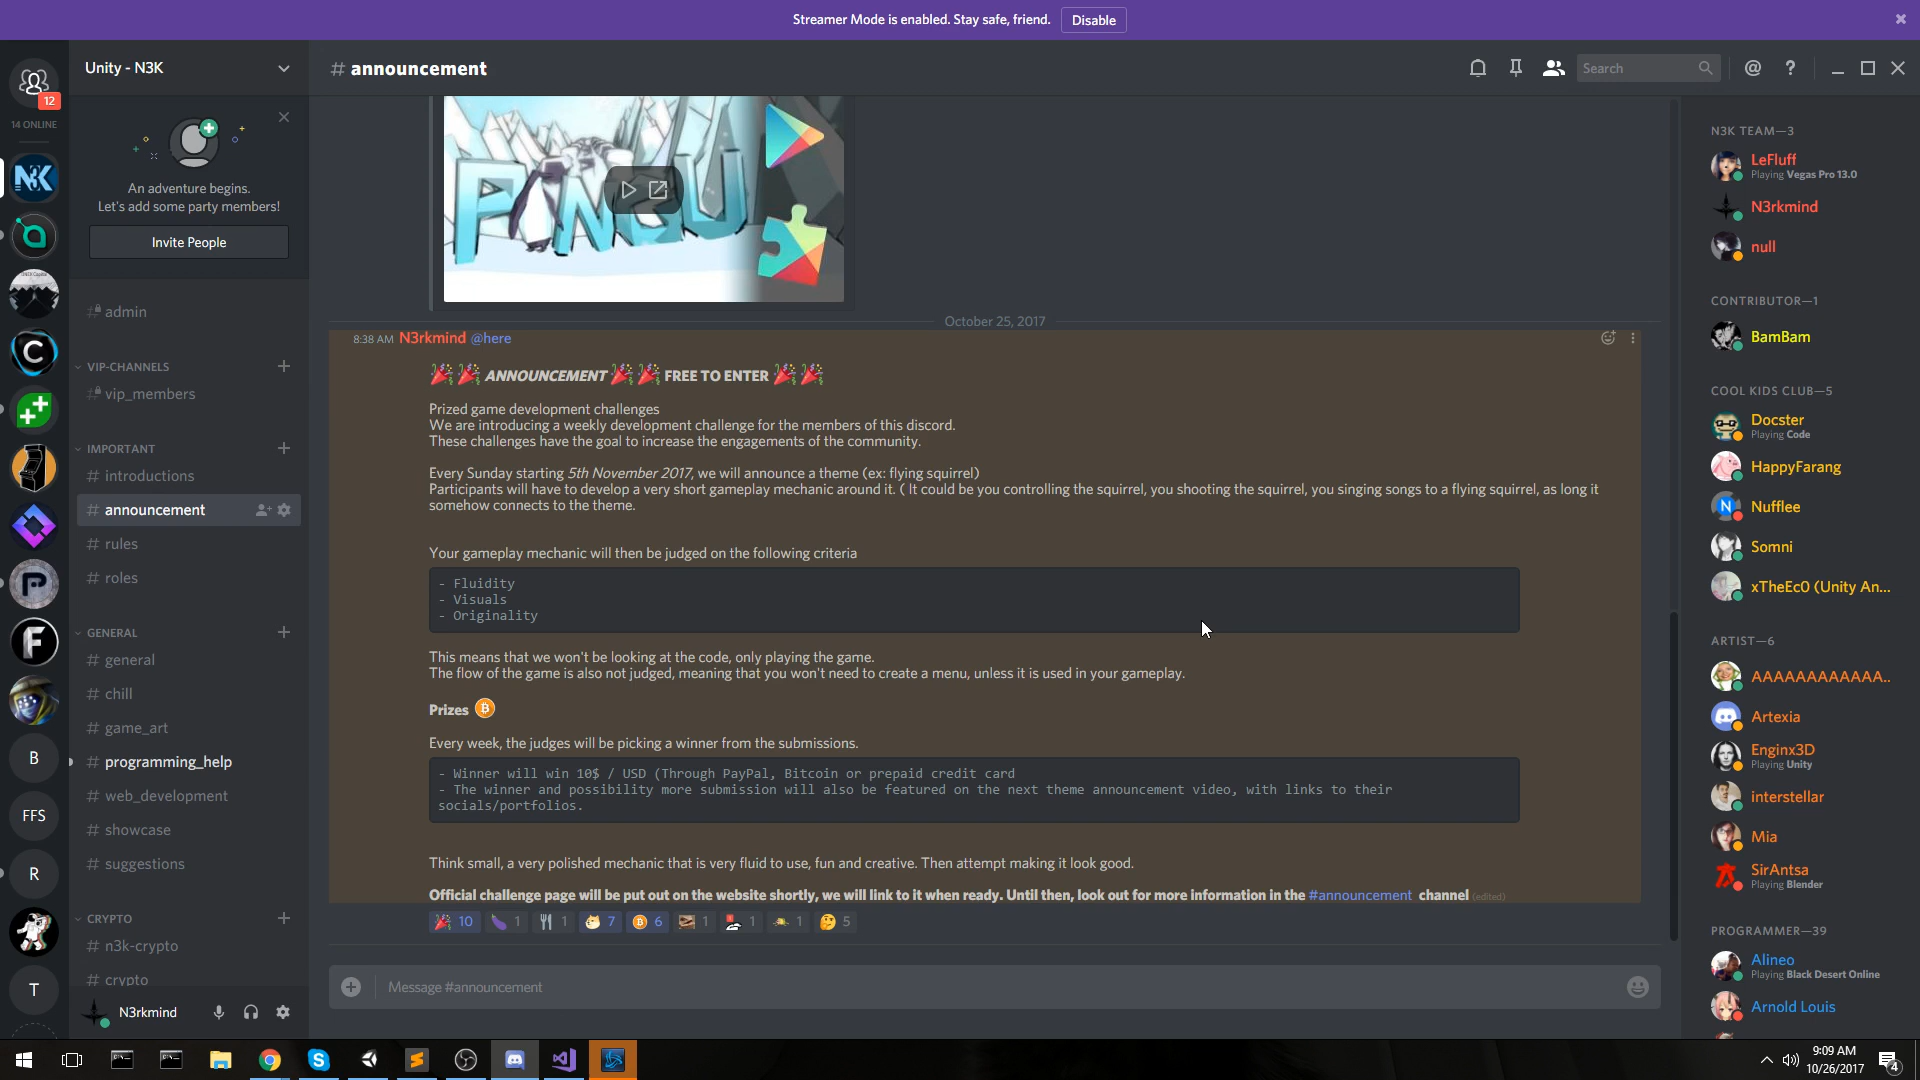 Streamer Mode is enabled. Stay safe, friend.
Disable
12
14 ONLINE
N3K
C
P
F
B
FFS
R
T
Unity - N3K
An adventure begins.
Let's add some party members!
Invite People
admin
VIP-CHANNELS
vip_members
IMPORTANT
# introductions
# announcement
# rules
# roles
GENERAL
# general
# chill
# game_art
# programming_help
# web_development
# showcase
# suggestions
CRYPTO
# n3k-crypto
# crypto
N3rkmind
# announcement
Search
PINGU
October 25, 2017
8:38 AM N3rkmind @here
ANNOUNCEMENT FREE TO ENTER
Prized game development challenges
We are introducing a weekly development challenge for the members of this discord.
These challenges have the goal to increase the engagements of the community.
Every Sunday starting 5th November 2017, we will announce a theme (ex: flying squirrel)
Participants will have to develop a very short gameplay mechanic around it. ( It could be you controlling the squirrel, you shooting the squirrel, you singing songs to a flying squirrel, as long it
somehow connects to the theme.
Your gameplay mechanic will then be judged on the following criteria
- Fluidity
- Visuals
- Originality
This means that we won't be looking at the code, only playing the game.
The flow of the game is also not judged, meaning that you won't need to create a menu, unless it is used in your gameplay.
Prizes
Every week, the judges will be picking a winner from the submissions.
- Winner will win 10$ / USD (Through PayPal, Bitcoin or prepaid credit card
- The winner and possibility more submission will also be featured on the next theme announcement video, with links to their
socials/portfolios.
Think small, a very polished mechanic that is very fluid to use, fun and creative. Then attempt making it look good.
Official challenge page will be put out on the website shortly, we will link to it when ready. Until then, look out for more information in the #announcement channel (edited)
10 1 1 7 6 1 1 1 5
Message #announcement
N3K TEAM—3
LeFluff
Playing Vegas Pro 13.0
N3rkmind
null
CONTRIBUTOR—1
BamBam
COOL KIDS CLUB—5
Docster
Playing Code
HappyFarang
N
Nufflee
Somni
xTheEc0 (Unity An...
ARTIST—6
AAAAAAAAAAAA..
Artexia
Enginx3D
Playing Unity
interstellar
Mia
SirAntsa
Playing Blender
PROGRAMMER—39
Alineo
Playing Black Desert Online
Arnold Louis
9:09 AM
10/26/2017
4